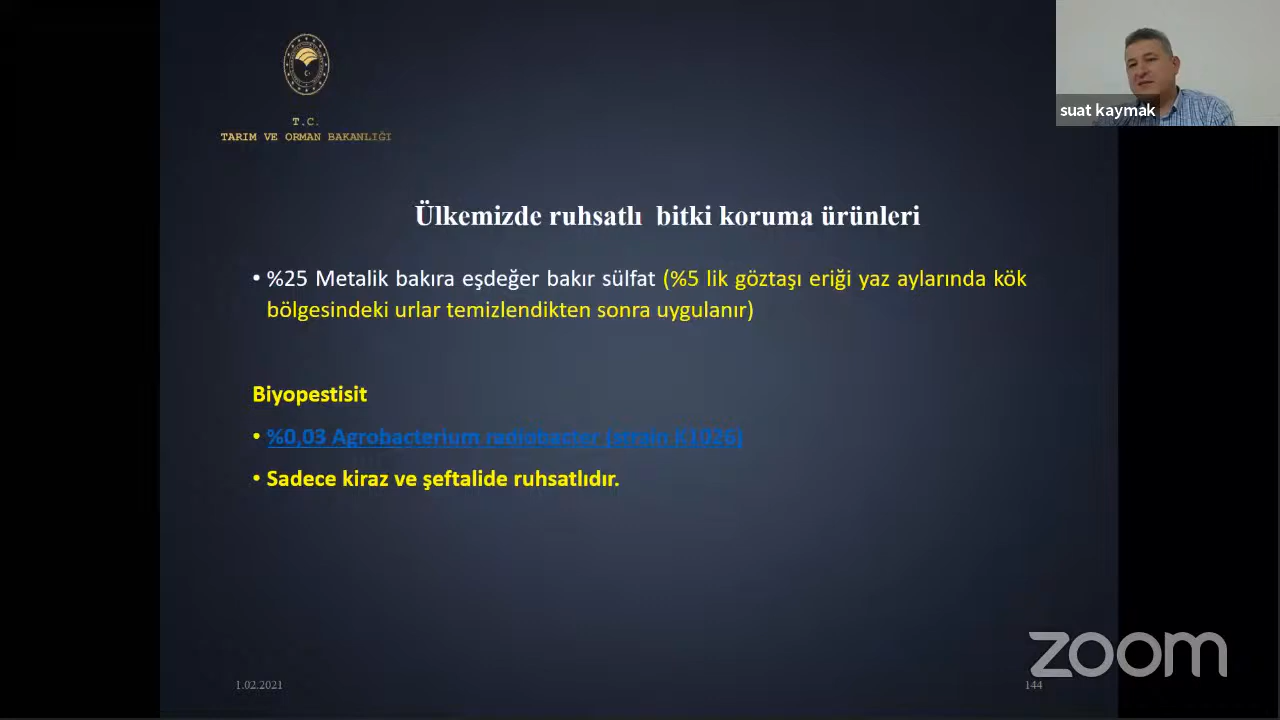 T.C.
TARIM VE ORMAN BAKANLIĞI
suat kaymak
Ülkemizde ruhsatlı bitki koruma ürünleri
• %25 Metalik bakıra eşdeğer bakır sülfat (%5 lik göztaşı eriği yaz aylarında kök
bölgesindeki urlar temizlendikten sonra uygulanır)
Biyopestisit
• %0,03 Agrobacterium radiobacter (strain K1026)
• Sadece kiraz ve şeftalide ruhsatlıdır.
zoom
1.02.2021
144